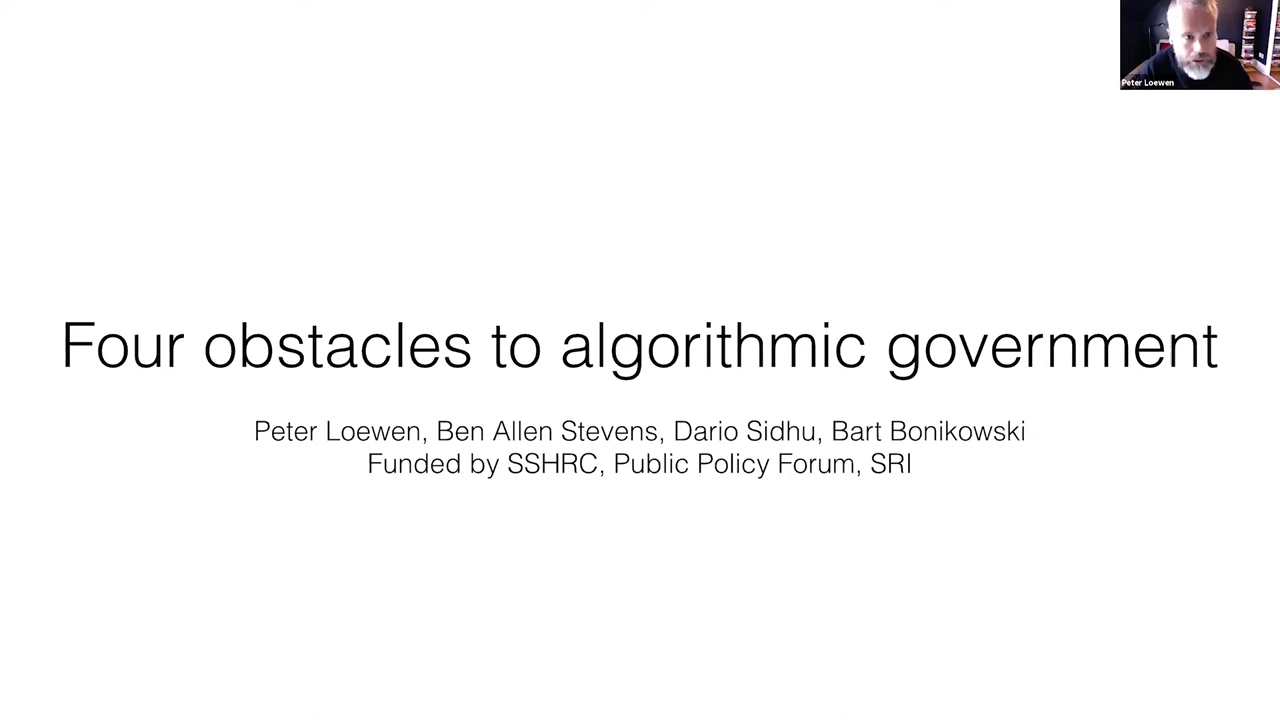 Peter Loewen
Four obstacles to algorithmic government
Peter Loewen, Ben Allen Stevens, Dario Sidhu, Bart Bonikowski
Funded by SSHRC, Public Policy Forum, SRI